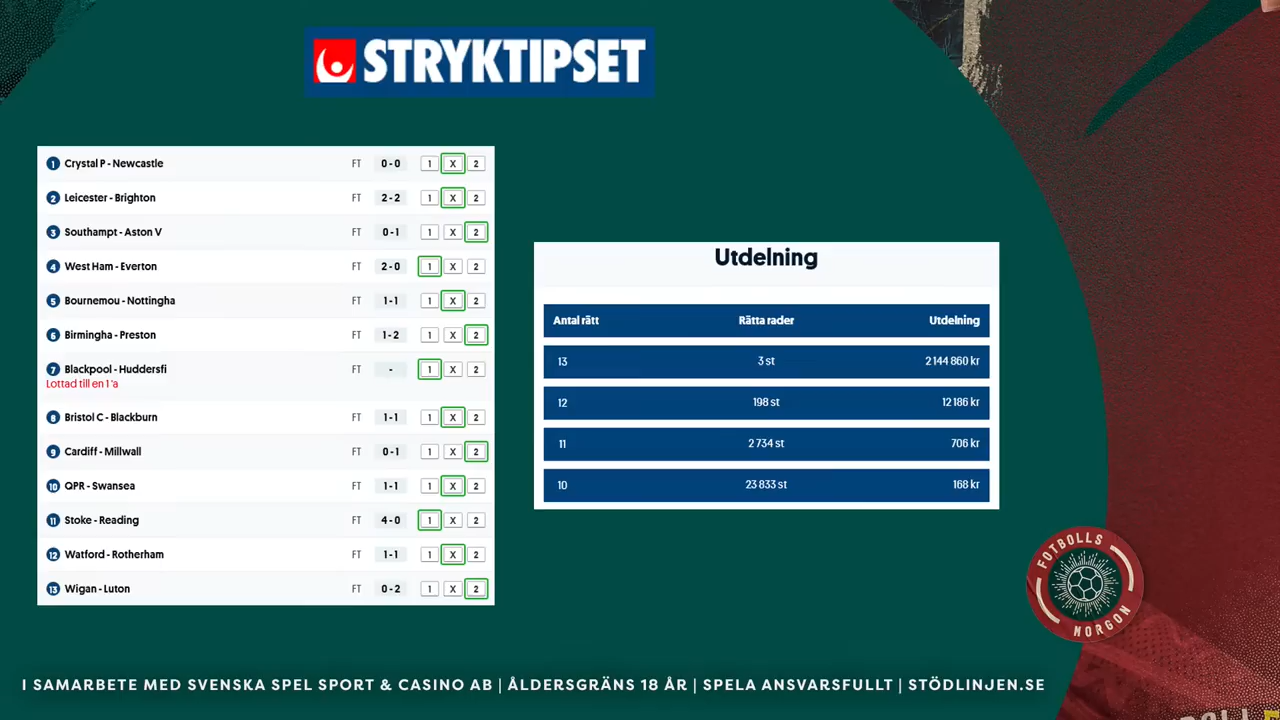 STRYKTIPSET
1 Crystal P - Newcastle FT 0-0 1 X 2
2 Leicester - Brighton FT 2-2 1 X 2
3 Southampt - Aston V FT 0-1 1 X 2
4 West Ham - Everton FT 2-0 1 X 2
5 Bournemou - Nottingha FT 1-1 1 X 2
6 Birmingha - Preston FT 1-2 1 X 2
7 Blackpool - Huddersfi FT - 1 X 2
Lottad till en 1 'a
8 Bristol C - Blackburn FT 1-1 1 X 2
9 Cardiff - Millwall FT 0-1 1 X 2
10 QPR - Swansea FT 1-1 1 X 2
11 Stoke - Reading FT 4-0 1 X 2
12 Watford - Rotherham FT 1-1 1 X 2
13 Wigan - Luton FT 0-2 1 X 2
Utdelning
Antal rätt Rätta rader Utdelning
13 3 st 2 144 860 kr
12 198 st 12 186 kr
11 2 734 st 706 kr
10 23 833 st 168 kr
FOTBOLLS
MORGON
I SAMARBETE MED SVENSKA SPEL SPORT & CASINO AB | ÅLDERSGRÄNS 18 ÅR | SPELA ANSVARSFULLT | STÖDLINJEN.SE